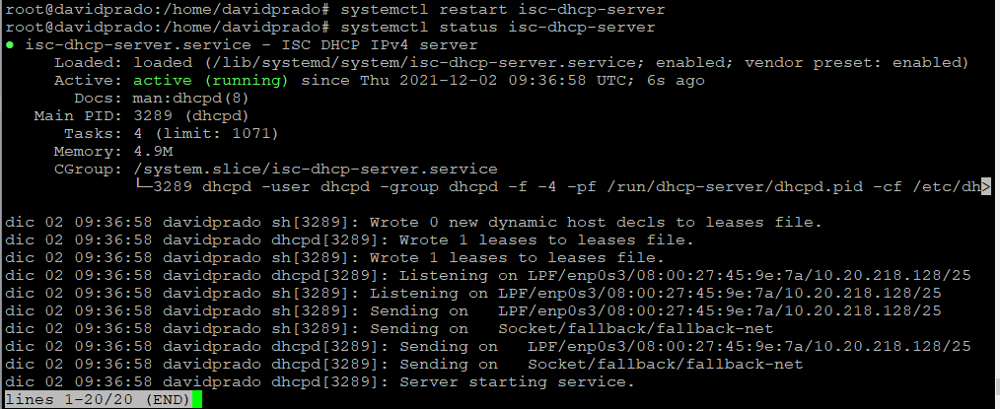 root@davidprado:/home/davidprado# systemctl restart isc-dhcp-server
root@davidprado:/home/davidprado# systemctl status isc-dhcp-server
● isc-dhcp-server.service - ISC DHCP IPv4 server
     Loaded: loaded (/lib/systemd/system/isc-dhcp-server.service; enabled; vendor preset: enabled)
     Active: active (running) since Thu 2021-12-02 09:36:58 UTC; 6s ago
       Docs: man:dhcpd(8)
   Main PID: 3289 (dhcpd)
      Tasks: 4 (limit: 1071)
     Memory: 4.9M
     CGroup: /system.slice/isc-dhcp-server.service
             └─3289 dhcpd -user dhcpd -group dhcpd -f -4 -pf /run/dhcp-server/dhcpd.pid -cf /etc/dh>
dic 02 09:36:58 davidprado sh[3289]: Wrote 0 new dynamic host decls to leases file.
dic 02 09:36:58 davidprado dhcpd[3289]: Wrote 1 leases to leases file.
dic 02 09:36:58 davidprado sh[3289]: Wrote 1 leases to leases file.
dic 02 09:36:58 davidprado dhcpd[3289]: Listening on LPF/enp0s3/08:00:27:45:9e:7a/10.20.218.128/25
dic 02 09:36:58 davidprado sh[3289]: Listening on LPF/enp0s3/08:00:27:45:9e:7a/10.20.218.128/25
dic 02 09:36:58 davidprado sh[3289]: Sending on   LPF/enp0s3/08:00:27:45:9e:7a/10.20.218.128/25
dic 02 09:36:58 davidprado sh[3289]: Sending on   Socket/fallback/fallback-net
dic 02 09:36:58 davidprado dhcpd[3289]: Sending on   LPF/enp0s3/08:00:27:45:9e:7a/10.20.218.128/25
dic 02 09:36:58 davidprado dhcpd[3289]: Sending on   Socket/fallback/fallback-net
dic 02 09:36:58 davidprado dhcpd[3289]: Server starting service.
lines 1-20/20 (END)